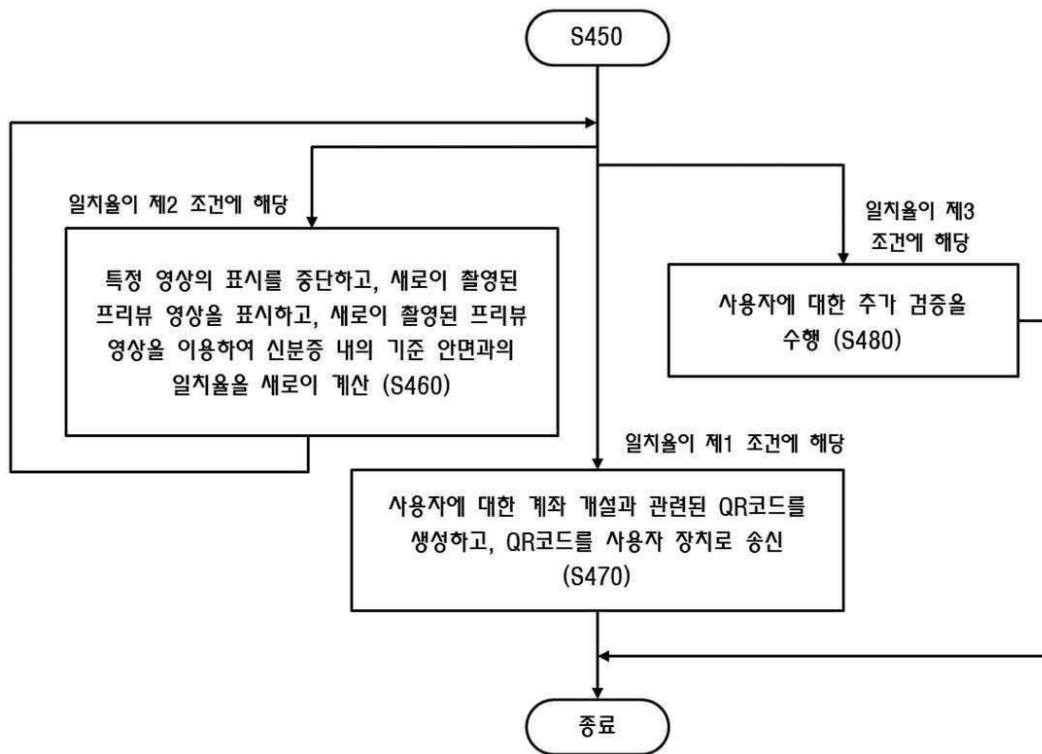 S450
일치율이 제2 조건에 해당
특정 영상의 표시를 중단하고, 새로이 촬영된
프리뷰 영상을 표시하고, 새로이 촬영된 프리뷰
영상을 이용하여 신분증 내의 기준 안면과의
일치율을 새로이 계산 (S460)
일치율이 제3
조건에 해당
사용자에 대한 추가 검증을
수행 (S480)
일치율이 제1 조건에 해당
사용자에 대한 계좌 개설과 관련된 QR코드를
생성하고, QR코드를 사용자 장치로 송신
(S470)
종료